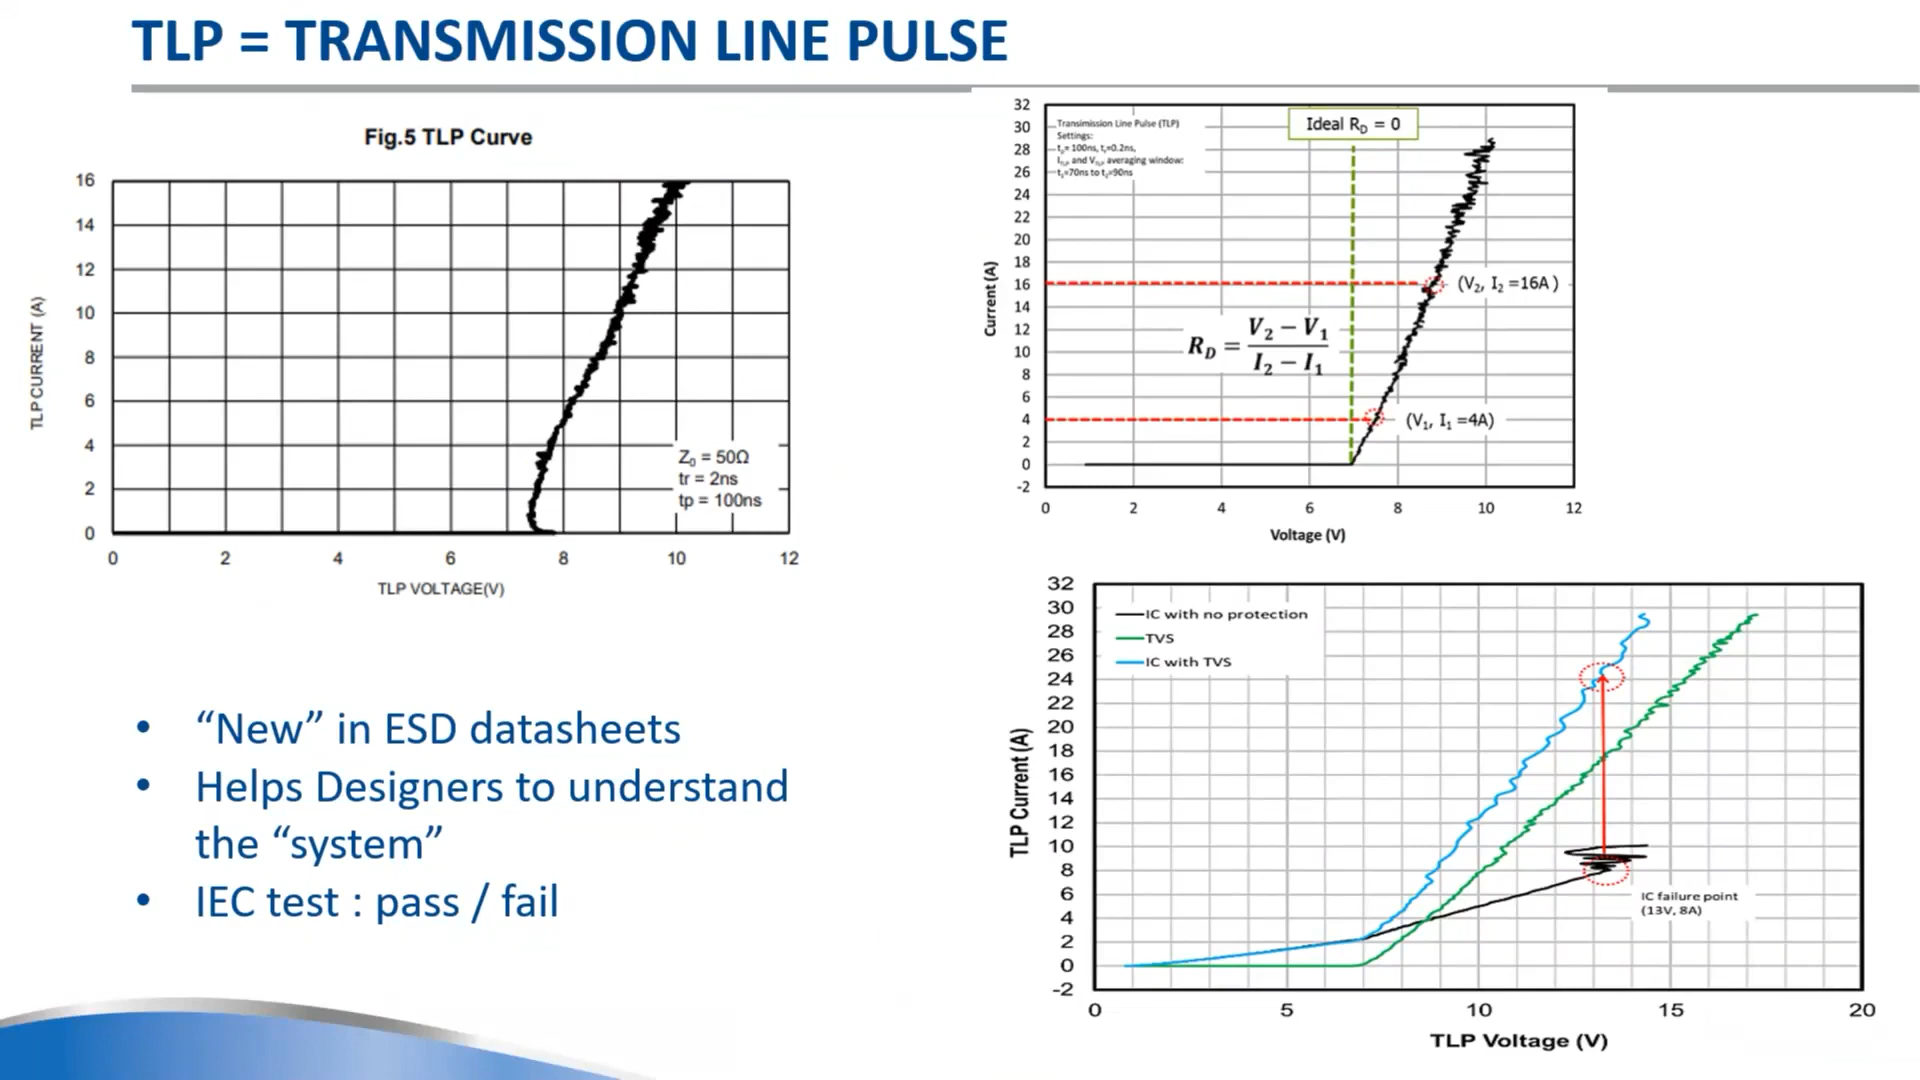 TLP = TRANSMISSION LINE PULSE
Fig.5 TLP Curve
TLP CURRENT (A)
16
14
12
10
8
6
4
2
0
Z₀ = 50Ω
tr = 2ns
tp = 100ns
0 2 4 6 8 10 12
TLP VOLTAGE(V)
Current (A)
32
30
28
26
24
22
20
18
16
14
12
10
8
6
4
2
0
-2
Transimission Line Pulse (TLP)
Settings:
tₚ= 100ns, tᵣ=0.2ns,
I_TLP and V_TLP averaging window:
t₁=70ns to t₂=90ns
Ideal R_D = 0
(V₂, I₂ =16A )
R_D = (V₂ − V₁) / (I₂ − I₁)
(V₁, I₁ =4A)
0 2 4 6 8 10 12
Voltage (V)
• “New” in ESD datasheets
• Helps Designers to understand
the “system”
• IEC test : pass / fail
TLP Current (A)
32
30
28
26
24
22
20
18
16
14
12
10
8
6
4
2
0
-2
IC with no protection
TVS
IC with TVS
IC failure point
(13V, 8A)
0 5 10 15 20
TLP Voltage (V)